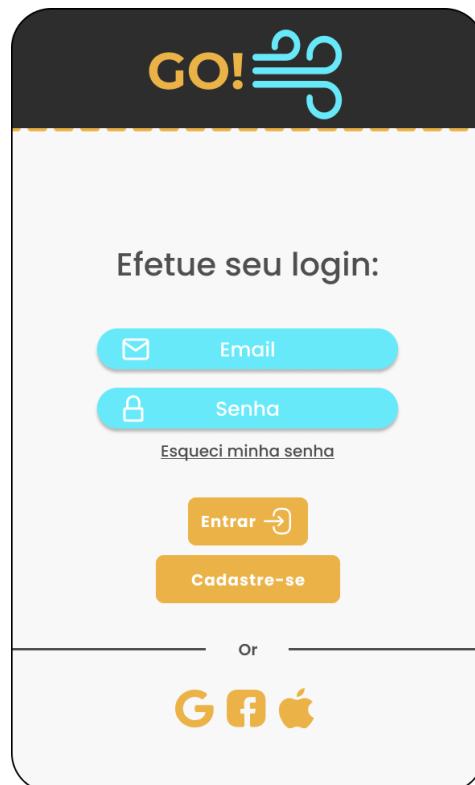 GO!
Efetue seu login:
Email
Senha
Esqueci minha senha
Entrar
Cadastre-se
Or